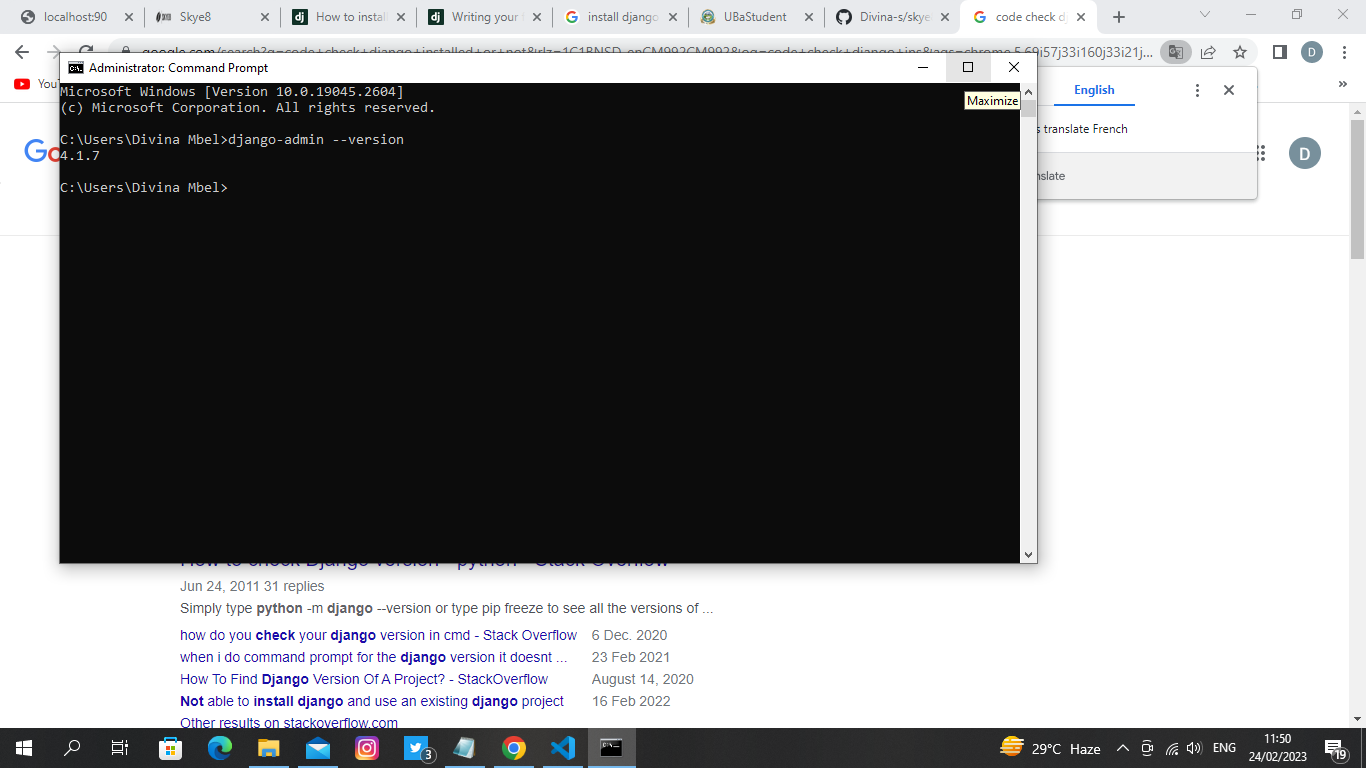 localhost:90
Skye8
How to install
Writing your f
install django
UBaStudent
Divina-s/skye
code check dj
google.com/search?q=code+check+django+installed+or+not&rlz=1C1BNSD_enCM992CM992&oq=code+check+django+ins&aqs=chrome.5.69i57j33i160j33i21j...
Administrator: Command Prompt
YouT
»
English
Microsoft Windows [Version 10.0.19045.2604]
(c) Microsoft Corporation. All rights reserved.
Maximize
s translate French
C:\Users\Divina Mbel>django-admin --version
4.1.7
Go
D
nslate
C:\Users\Divina Mbel>
How to check Django version - python - Stack Overflow
Jun 24, 2011 31 replies
Simply type python -m django --version or type pip freeze to see all the versions of ...
how do you check your django version in cmd - Stack Overflow 6 Dec. 2020
when i do command prompt for the django version it doesnt ... 23 Feb 2021
How To Find Django Version Of A Project? - StackOverflow August 14, 2020
Not able to install django and use an existing django project 16 Feb 2022
Other results on stackoverflow.com
3
29°C Haze
ENG
11:50
24/02/2023
19